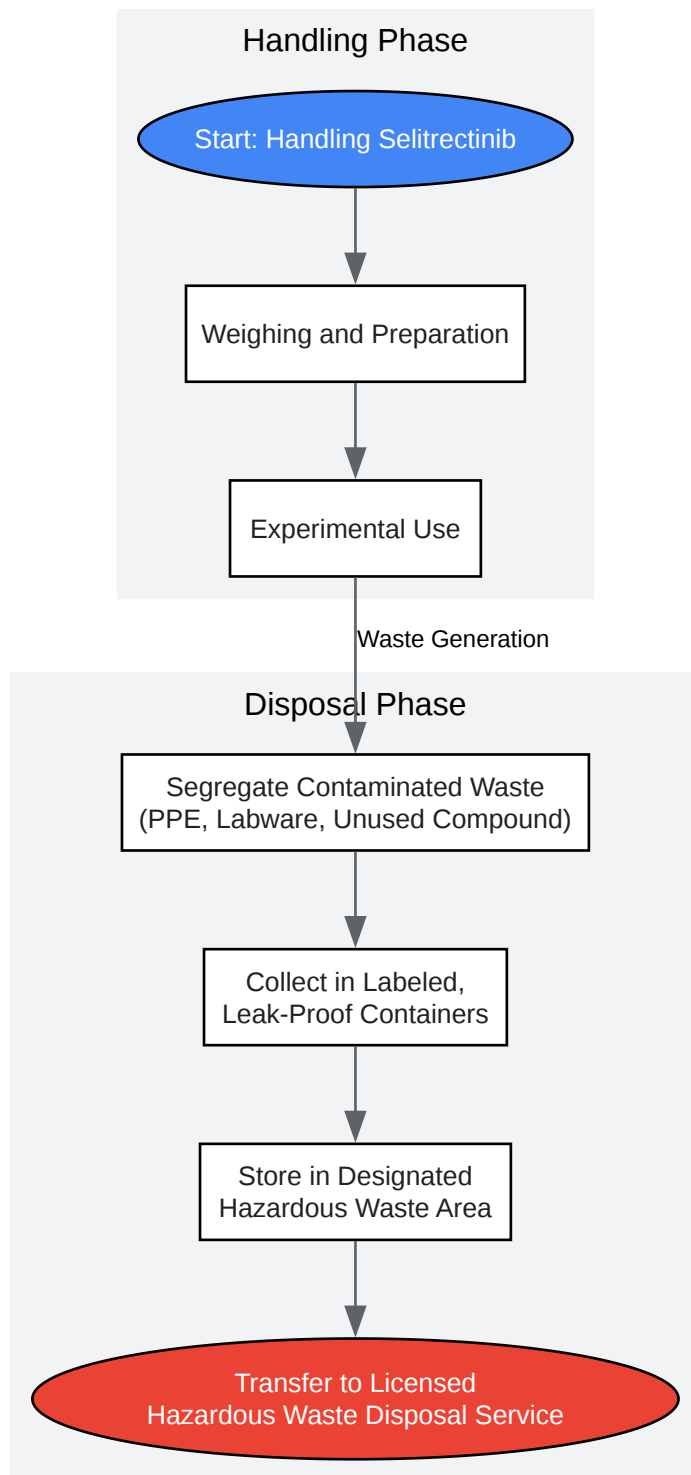 Handling Phase
Start: Handling Selitrectinib
Weighing and Preparation
Experimental Use
Waste Generation
Disposal Phase
Segregate Contaminated Waste
(PPE, Labware, Unused Compound)
Collect in Labeled,
Leak-Proof Containers
Store in Designated
Hazardous Waste Area
Transfer to Licensed
Hazardous Waste Disposal Service